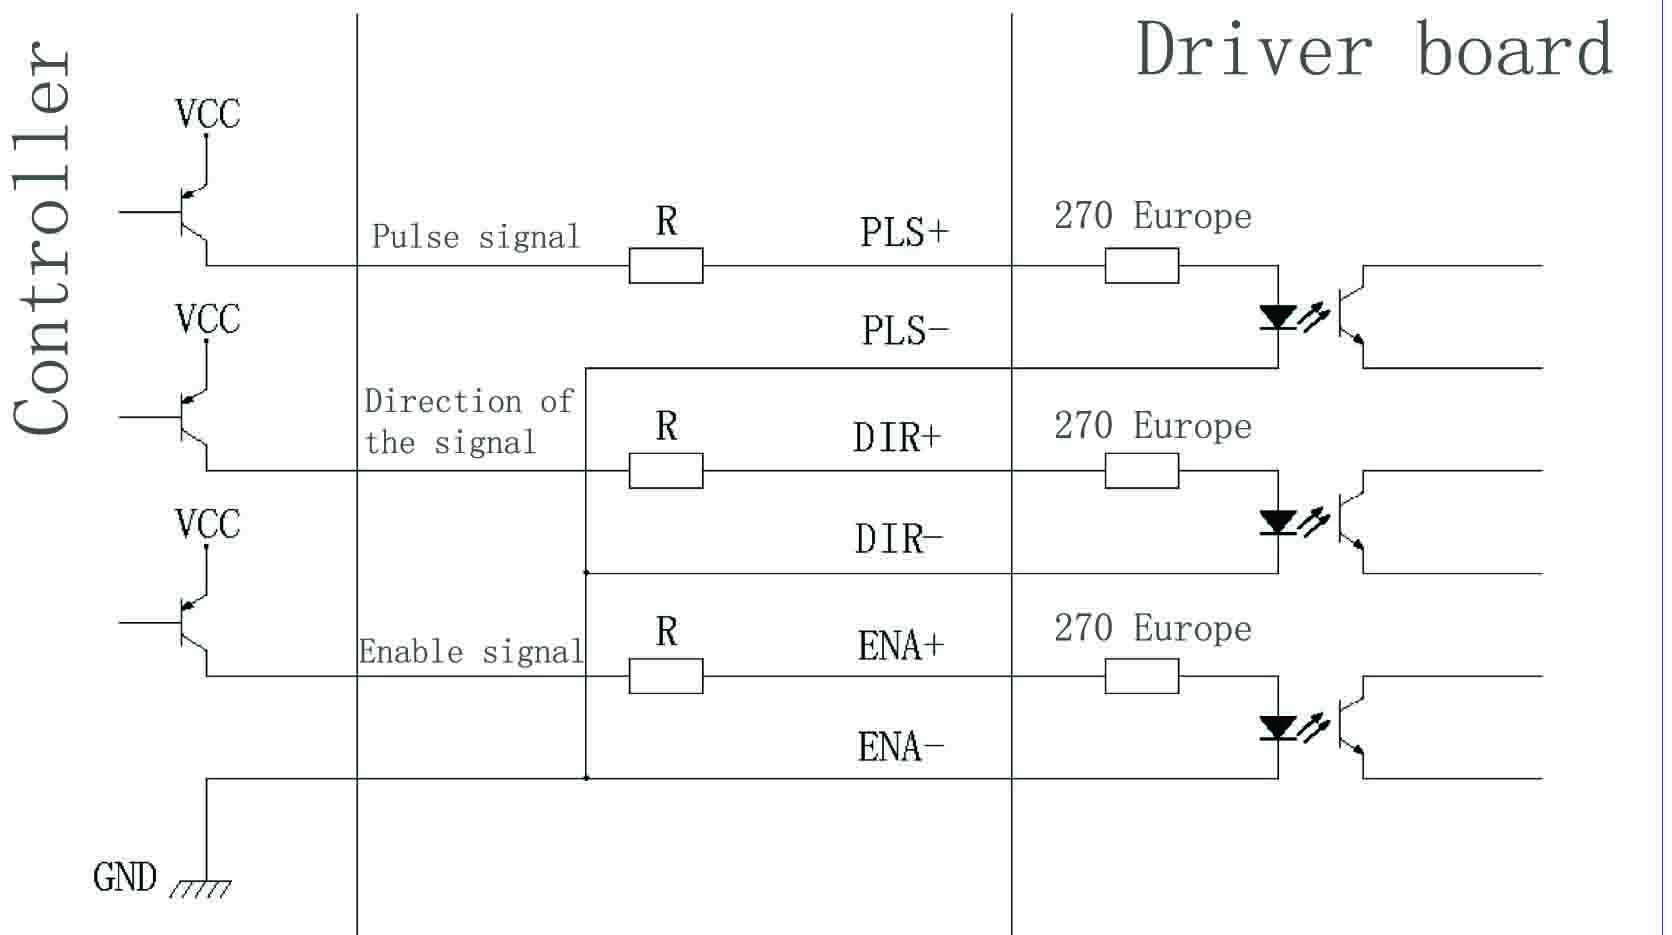 Controller
Driver board
VCC
Pulse signal
R
PLS+
270 Europe
PLS-
VCC
Direction of
the signal
R
DIR+
270 Europe
DIR-
VCC
Enable signal
R
ENA+
270 Europe
ENA-
GND